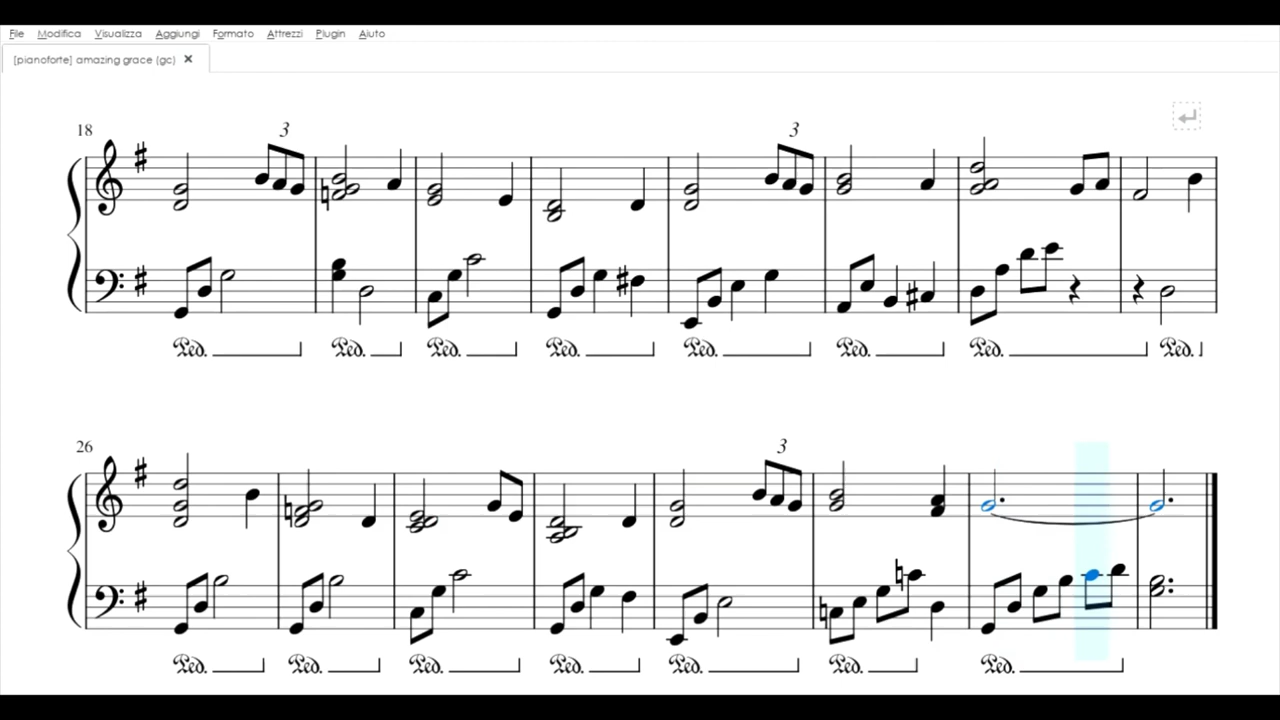 File Modifica Visualizza Aggiungi Formato Attrezzi Plugin Aiuto
[pianoforte] amazing grace (gc) ×
18 3 3
Ped. Ped. Ped. Ped. Ped. Ped. Ped. Ped.
26 3
Ped. Ped. Ped. Ped. Ped. Ped. Ped.